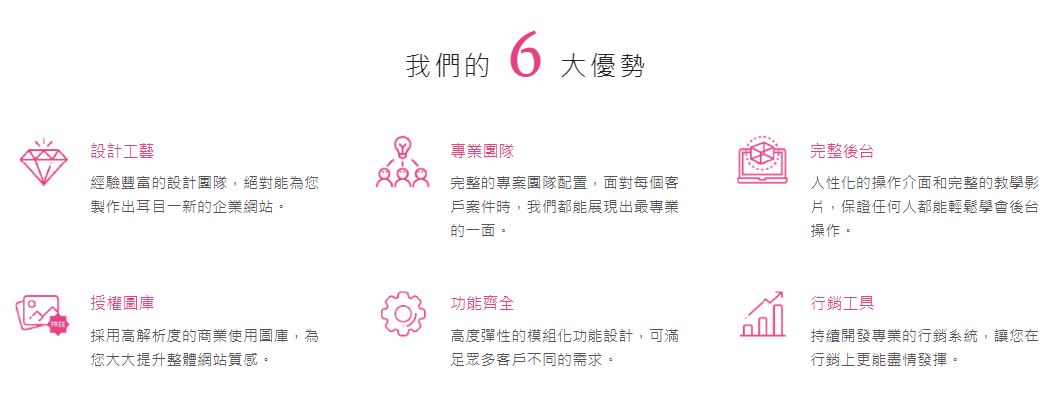 我們的 6 大優勢
設計工藝
經驗豐富的設計團隊，絕對能為您
製作出耳目一新的企業網站。
專業團隊
完整的專案團隊配置，面對每個客
戶案件時，我們都能展現出最專業
的一面。
完整後台
人性化的操作介面和完整的教學影
片，保證任何人都能輕鬆學會後台
操作。
授權圖庫
FREE
採用高解析度的商業使用圖庫，為
您大大提升整體網站質感。
功能齊全
高度彈性的模組化功能設計，可滿
足眾多客戶不同的需求。
行銷工具
持續開發專業的行銷系統，讓您在
行銷上更能盡情發揮。